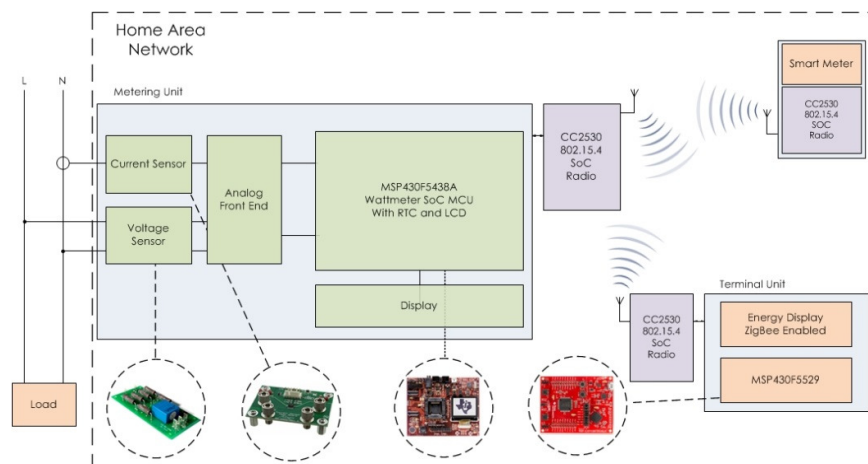 Home Area
Network
L
N
Metering Unit
Current Sensor
Voltage
Sensor
Analog
Front End
MSP430F5438A
Wattmeter SoC MCU
With RTC and LCD
Display
CC2530
802.15.4
SoC
Radio
Smart Meter
CC2530
802.15.4
SOC
Radio
CC2530
802.15.4
SoC
Radio
Terminal Unit
Energy Display
ZigBee Enabled
MSP430F5529
Load